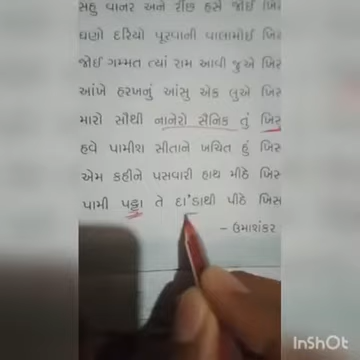 સહુ વાનર અને રીંછ હસે જોઈ ખિસ
ઘણો દરિયો પૂરવાની વાલામોઈ ખિસ
જોઈ ગમ્મત ત્યાં રામ આવી જુએ ખિસ
આંખે હરખનું આંસુ એક લુએ ખિસ
મારો સૌથી નાનેરો સૈનિક તું ખિસ
હવે પામીશ સીતાને ખચિત હું ખિસ
એમ કહીને પસવારી હાથ મીઠે ખિસ
પામી પટ્ટા તે દા'ડાથી પીઠે ખિસ
– ઉમાશંકર
InShOt